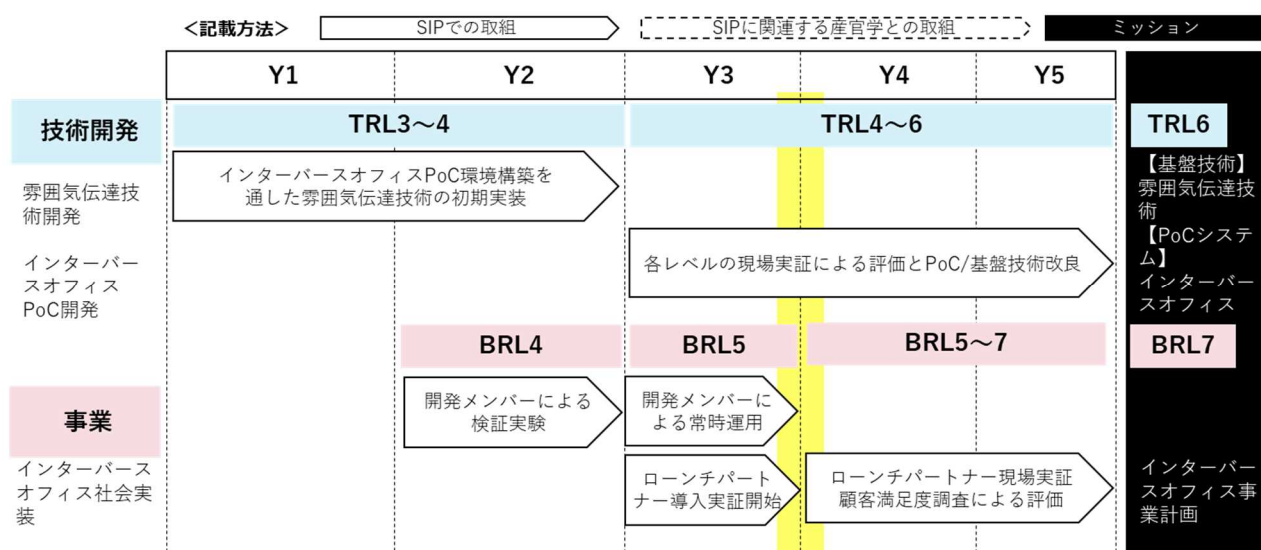 <記載方法>
SIPでの取組
SIPに関連する産官学との取組
ミッション
Y1
Y2
Y3
Y4
Y5
技術開発
TRL3～4
TRL4～6
TRL6
雰囲気伝達技
術開発
インターバースオフィスPoC環境構築を
通した雰囲気伝達技術の初期実装
【基盤技術】
雰囲気伝達技
術
【PoCシステ
ム】
インターバー
スオフィス
インターバー
スオフィス
PoC開発
各レベルの現場実証による評価とPoC/基盤技術改良
BRL4
BRL5
BRL5～7
BRL7
事業
開発メンバーによる
検証実験
開発メンバーに
よる常時運用
インターバース
オフィス社会実
装
ローンチパート
ナー導入実証開始
ローンチパートナー現場実証
顧客満足度調査による評価
インターバー
スオフィス事
業計画